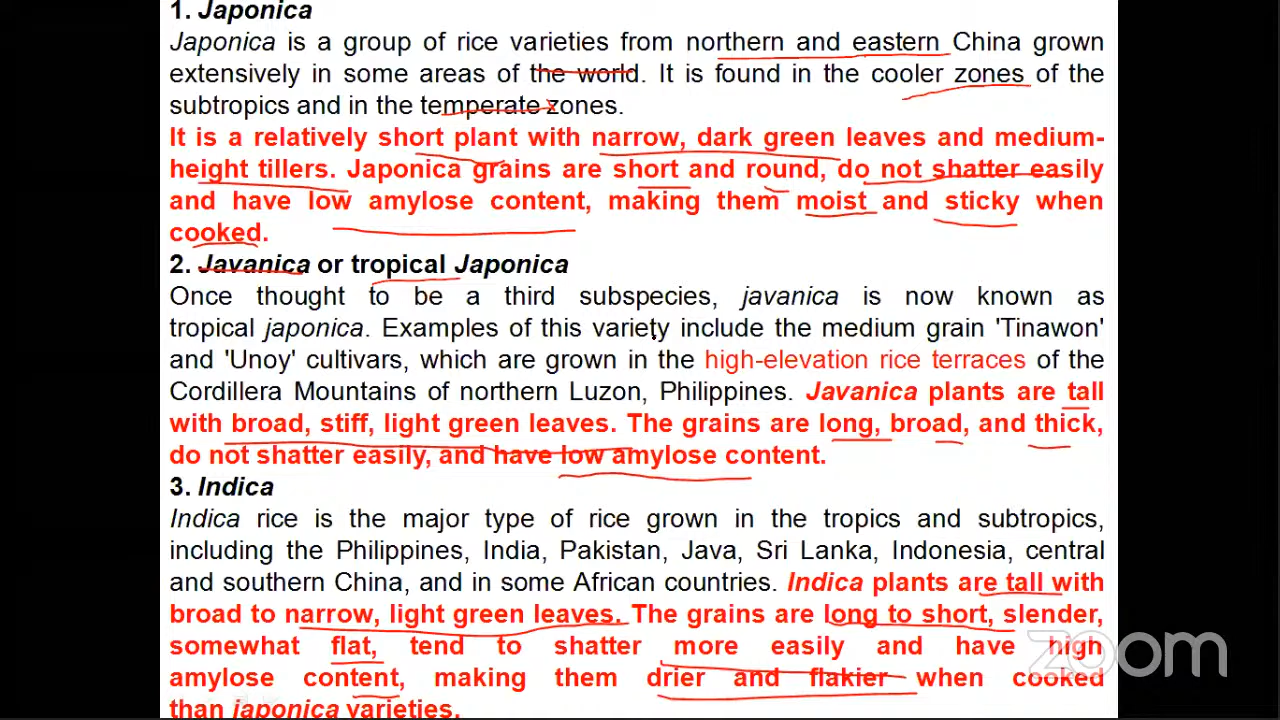 1. Japonica
Japonica is a group of rice varieties from northern and eastern China grown
extensively in some areas of the world. It is found in the cooler zones of the
subtropics and in the temperate zones.
It is a relatively short plant with narrow, dark green leaves and medium-
height tillers. Japonica grains are short and round, do not shatter easily
and have low amylose content, making them moist and sticky when
cooked.
2. Javanica or tropical Japonica
Once thought to be a third subspecies, javanica is now known as
tropical japonica. Examples of this variety include the medium grain 'Tinawon'
and 'Unoy' cultivars, which are grown in the high-elevation rice terraces of the
Cordillera Mountains of northern Luzon, Philippines. Javanica plants are tall
with broad, stiff, light green leaves. The grains are long, broad, and thick,
do not shatter easily, and have low amylose content.
3. Indica
Indica rice is the major type of rice grown in the tropics and subtropics,
including the Philippines, India, Pakistan, Java, Sri Lanka, Indonesia, central
and southern China, and in some African countries. Indica plants are tall with
broad to narrow, light green leaves. The grains are long to short, slender,
somewhat flat, tend to shatter more easily and have high
amylose content, making them drier and flakier when cooked
than japonica varieties.
zoom